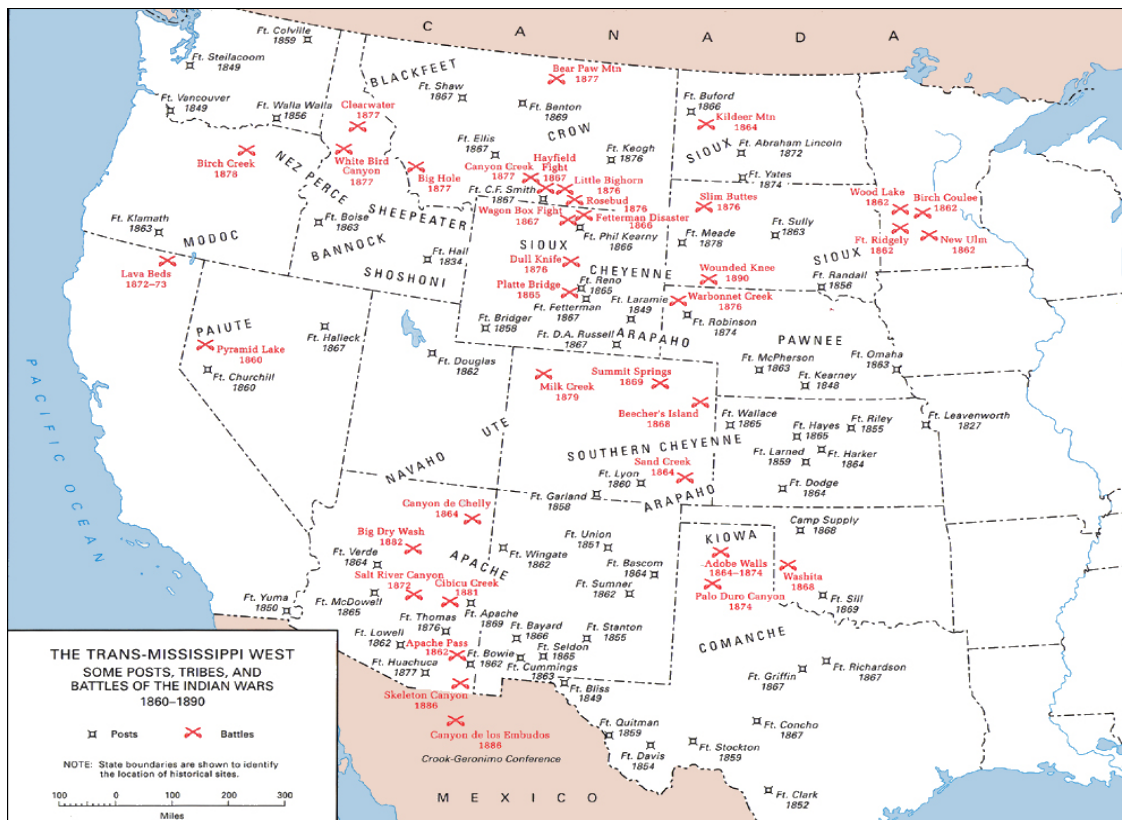 C A N A D A
Ft. Colville
1859
Ft. Steilacoom
1849
Ft. Vancouver
1849
Ft. Walla Walla
1856
BLACKFEET
Ft. Shaw
1867
Bear Paw Mtn
1877
Ft. Benton
1869
Clearwater
1877
CROW
Ft. Buford
1866
Kildeer Mtn
1864
Birch Creek
1878
NEZ PERCE
White Bird
Canyon
1877
Ft. Ellis
1867
Big Hole
1877
Canyon Creek
1877
Hayfield
Fight
1867
Ft. Keogh
1876
SIOUX
Ft. Abraham Lincoln
1872
Ft. Yates
1874
Ft. C.F. Smith
1867
Little Bighorn
1876
Rosebud
1876
Wagon Box Fight
1867
Fetterman Disaster
1866
Ft. Phil Kearny
1866
Slim Buttes
1876
Ft. Meade
1878
Ft. Sully
1863
Wood Lake
1862
Birch Coulee
1862
Ft. Ridgely
1862
New Ulm
1862
SHEEPEATER
Ft. Klamath
1863
MODOC
Ft. Boise
1863
BANNOCK
Ft. Hall
1834
SHOSHONI
Lava Beds
1872–73
SIOUX
Dull Knife
1876
CHEYENNE
Platte Bridge
1865
Ft. Reno
1865
Ft. Fetterman
1867
Ft. Laramie
1849
Wounded Knee
1890
SIOUX
Ft. Randall
1856
Warbonnet Creek
1876
Ft. Robinson
1874
Ft. Bridger
1858
Ft. D.A. Russell
1867
ARAPAHO
PAWNEE
PAIUTE
Pyramid Lake
1860
Ft. Churchill
1860
Ft. Halleck
1867
Ft. Douglas
1862
Ft. McPherson
1863
Ft. Kearney
1848
Ft. Omaha
1863
Milk Creek
1879
Summit Springs
1869
Beecher's Island
1868
PACIFIC OCEAN
UTE
Ft. Wallace
1865
Ft. Hayes
1865
Ft. Riley
1855
Ft. Leavenworth
1827
SOUTHERN CHEYENNE
Ft. Larned
1859
Ft. Harker
1864
Ft. Dodge
1864
NAVAHO
Sand Creek
1864
Ft. Lyon
1860
Ft. Garland
1858
ARAPAHO
Canyon de Chelly
1864
Big Dry Wash
1882
Ft. Verde
1864
APACHE
Ft. Wingate
1862
Ft. Union
1851
Ft. Bascom
1864
Ft. Sumner
1862
KIOWA
Adobe Walls
1864–1874
Palo Duro Canyon
1874
Camp Supply
1868
Washita
1868
Ft. Sill
1869
Salt River Canyon
1872
Cibicu Creek
1881
Ft. Yuma
1850
Ft. McDowell
1865
Ft. Thomas
1876
Ft. Apache
1869
Ft. Lowell
1862
Apache Pass
1862
Ft. Bowie
1862
Ft. Bayard
1866
Ft. Seldon
1865
Ft. Stanton
1855
Ft. Cummings
1863
Ft. Huachuca
1877
Skeleton Canyon
1886
Ft. Bliss
1849
COMANCHE
Ft. Griffin
1867
Ft. Richardson
1867
Canyon de los Embudos
1886
Crook-Geronimo Conference
Ft. Quitman
1859
Ft. Davis
1854
Ft. Stockton
1859
Ft. Concho
1867
Ft. Clark
1852
M E X I C O
THE TRANS-MISSISSIPPI WEST
SOME POSTS, TRIBES, AND
BATTLES OF THE INDIAN WARS
1860–1890
Posts
Battles
NOTE: State boundaries are shown to identify
the location of historical sites.
100 0 100 200 300
Miles